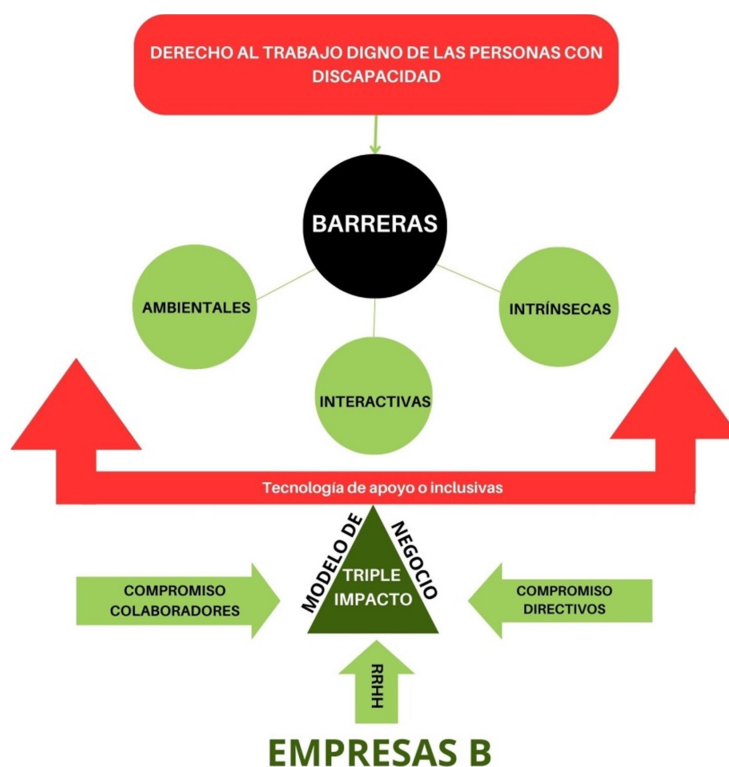 DERECHO AL TRABAJO DIGNO DE LAS PERSONAS CON
DISCAPACIDAD
BARRERAS
AMBIENTALES
INTRÍNSECAS
INTERACTIVAS
Tecnología de apoyo o inclusivas
MODELO DE
NEGOCIO
TRIPLE
IMPACTO
COMPROMISO
COLABORADORES
COMPROMISO
DIRECTIVOS
RRHH
EMPRESAS B